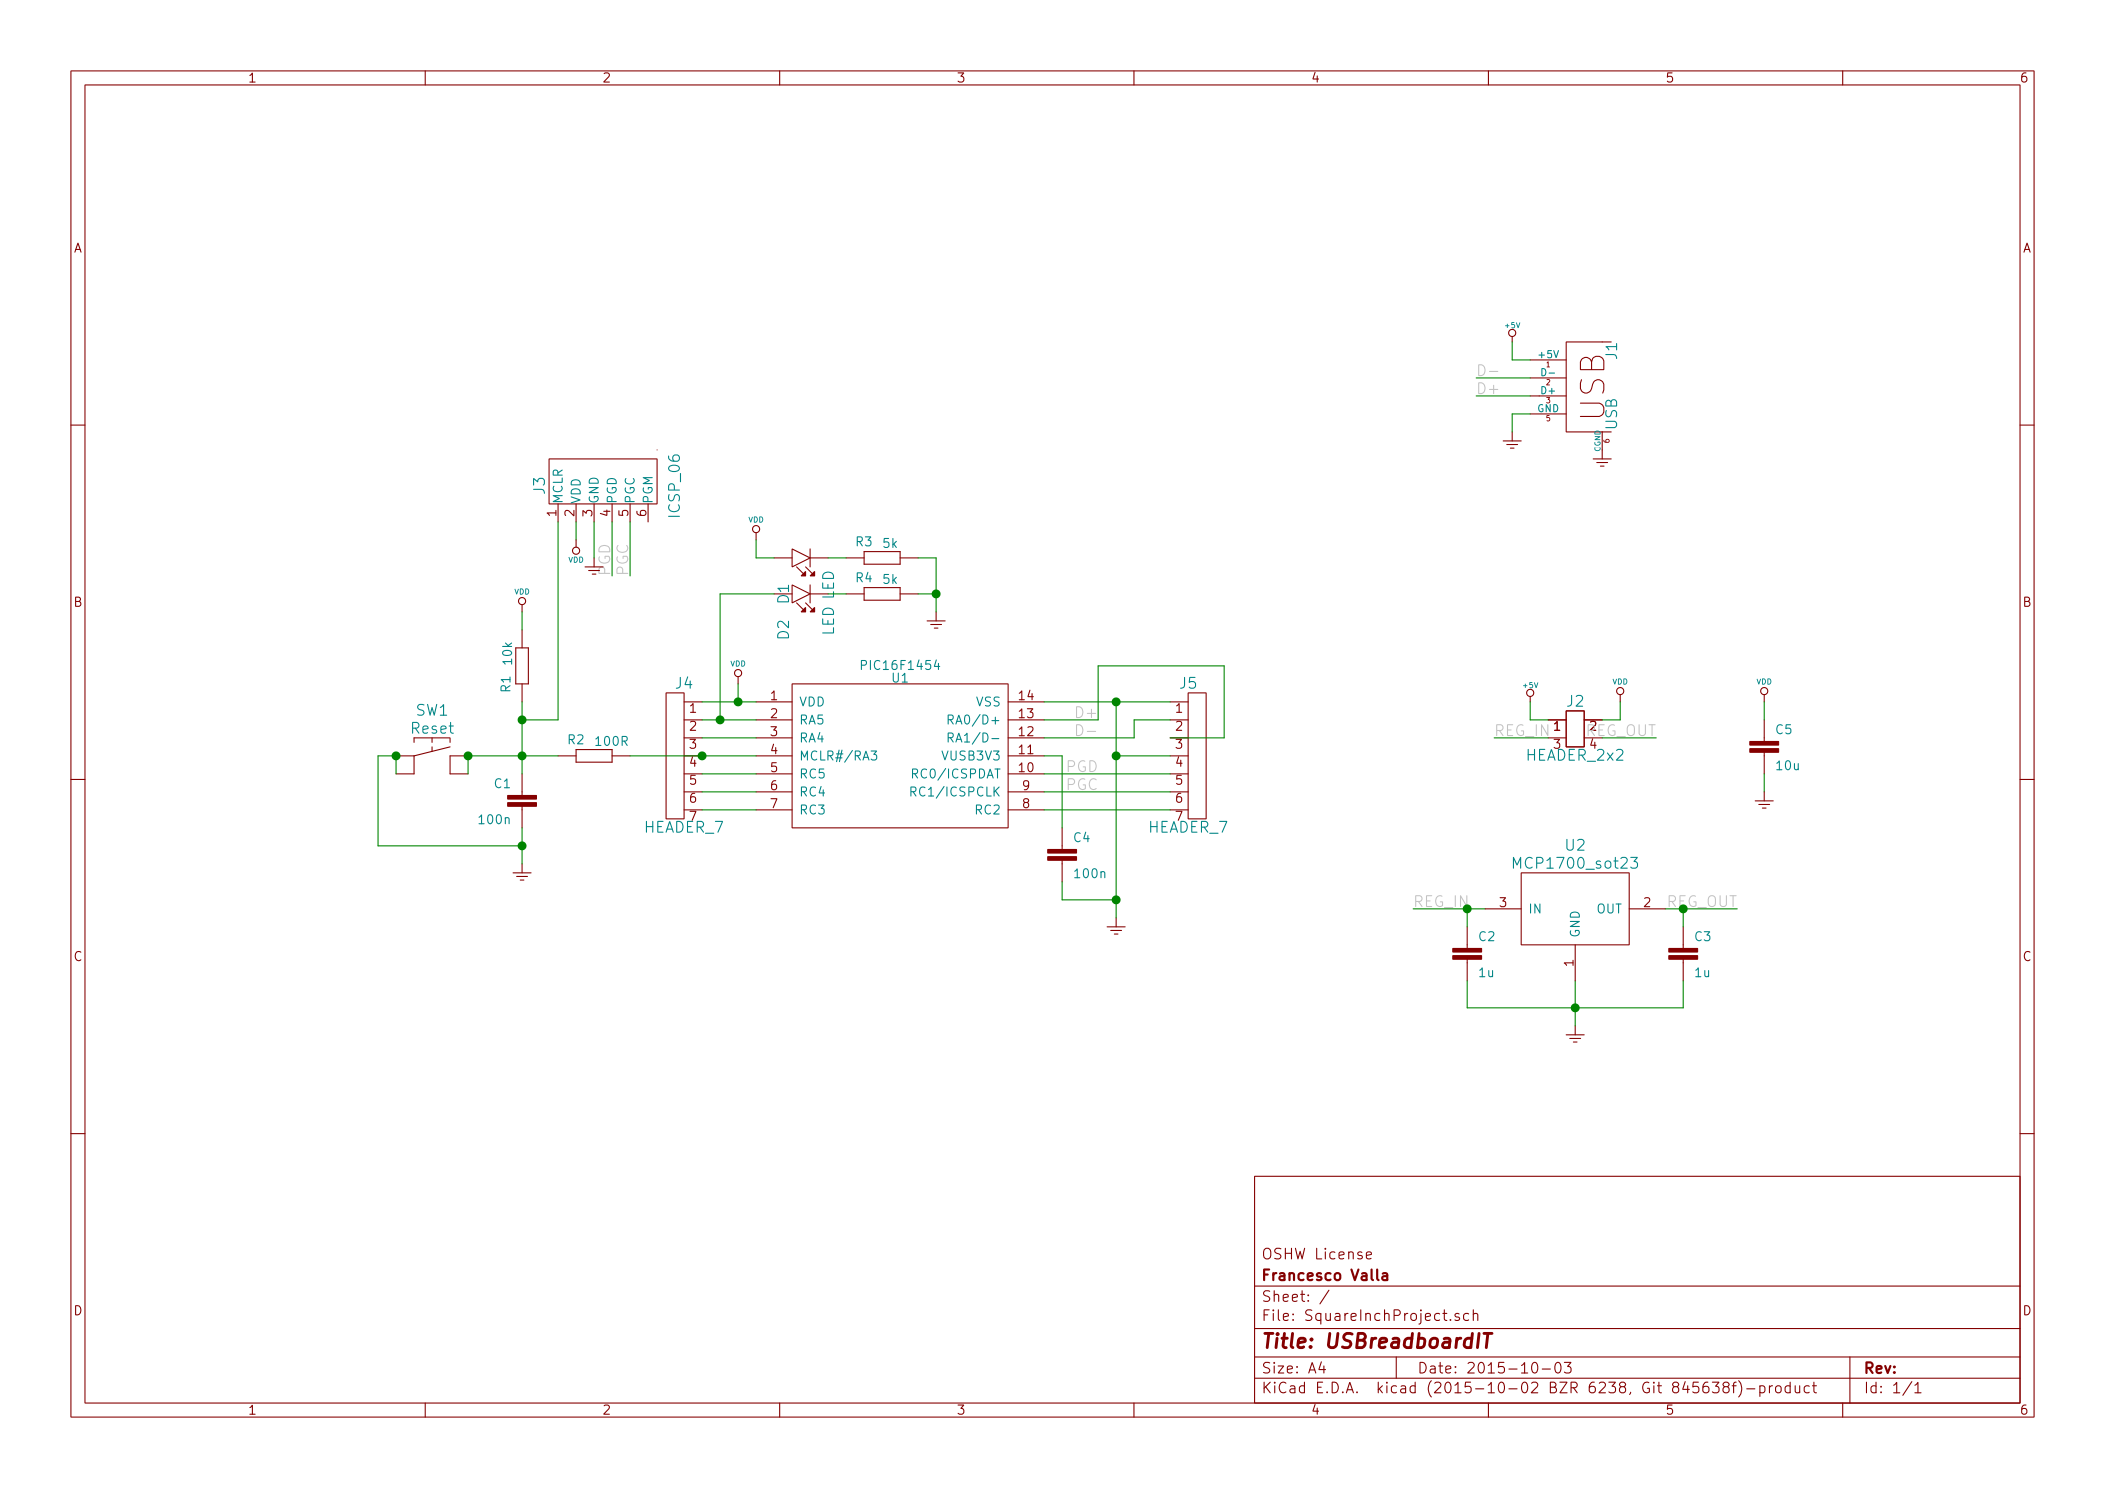 1 2 3 4 5 6
A A
+5V
+5V
1
D-
D-
2
D+
D+
3
GND
5
CGND
6
USB
J1
USB
B B
J3
MCLR VDD GND PGD PGC PGM
1 2 3 4 5 6
ICSP_06
VDD
PGD
PGC
VDD
R3 5k
D1 LED
R4 5k
D2 LED
VDD
R1 10k
SW1
Reset
R2 100R
C1
100n
VDD
J4
1
2
3
4
5
6
7
HEADER_7
PIC16F1454
U1
1 VDD
2 RA5
3 RA4
4 MCLR#/RA3
5 RC5
6 RC4
7 RC3
VSS 14
RA0/D+ 13
RA1/D- 12
VUSB3V3 11
RC0/ICSPDAT 10
RC1/ICSPCLK 9
RC2 8
D+
D-
PGD
PGC
J5
1
2
3
4
5
6
7
HEADER_7
C4
100n
+5V
VDD
J2
1 2
REG_IN
3 4
REG_OUT
HEADER_2x2
VDD
C5
10u
U2
MCP1700_sot23
REG_IN
3 IN
GND
1
OUT 2
REG_OUT
C2
1u
C3
1u
C C
OSHW License
Francesco Valla
Sheet: /
File: SquareInchProject.sch
D D
Title: USBreadboardIT
Size: A4 Date: 2015-10-03 Rev:
KiCad E.D.A. kicad (2015-10-02 BZR 6238, Git 845638f)-product Id: 1/1
1 2 3 4 5 6